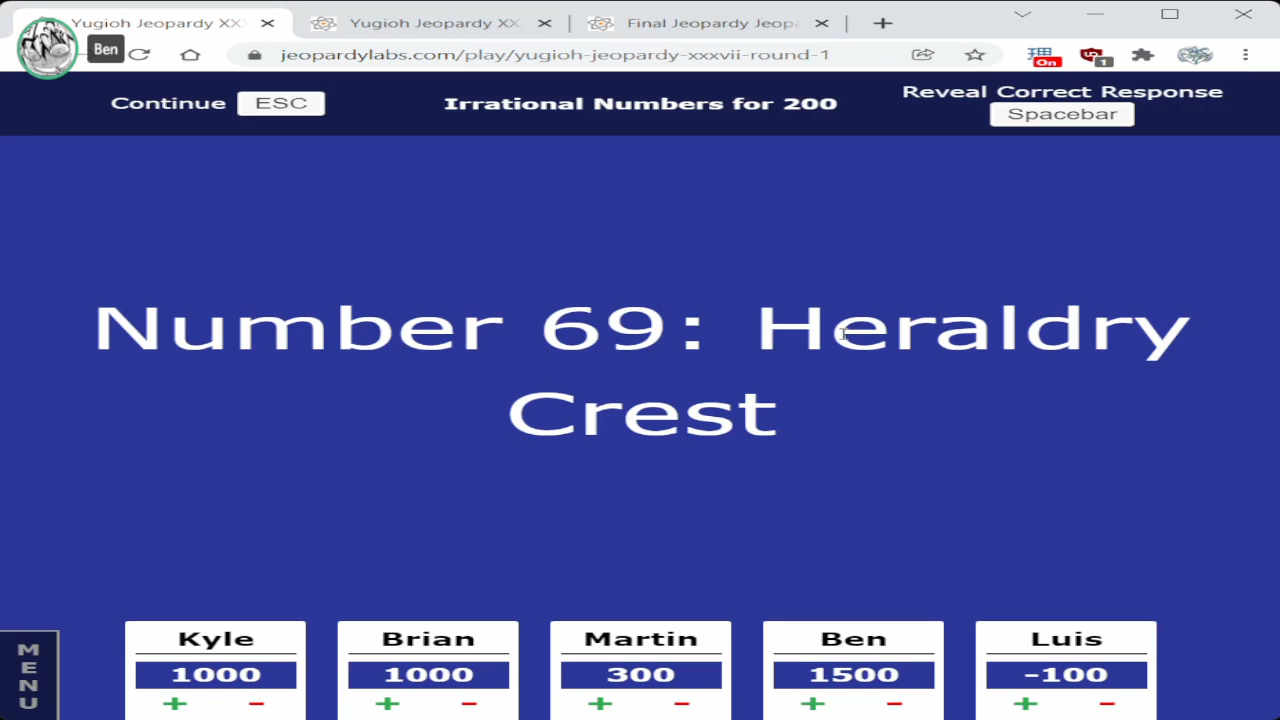 Yugioh Jeopardy XX
Yugioh Jeopardy XX
Final Jeopardy Jeop
Ben
jeopardylabs.com/play/yugioh-jeopardy-xxxvii-round-1
On
1
Continue ESC
Irrational Numbers for 200
Reveal Correct Response
Spacebar
Number 69: Heraldry
Crest
MENU
Kyle Brian Martin Ben Luis
1000 1000 300 1500 -100
+ - + - + - + - + -